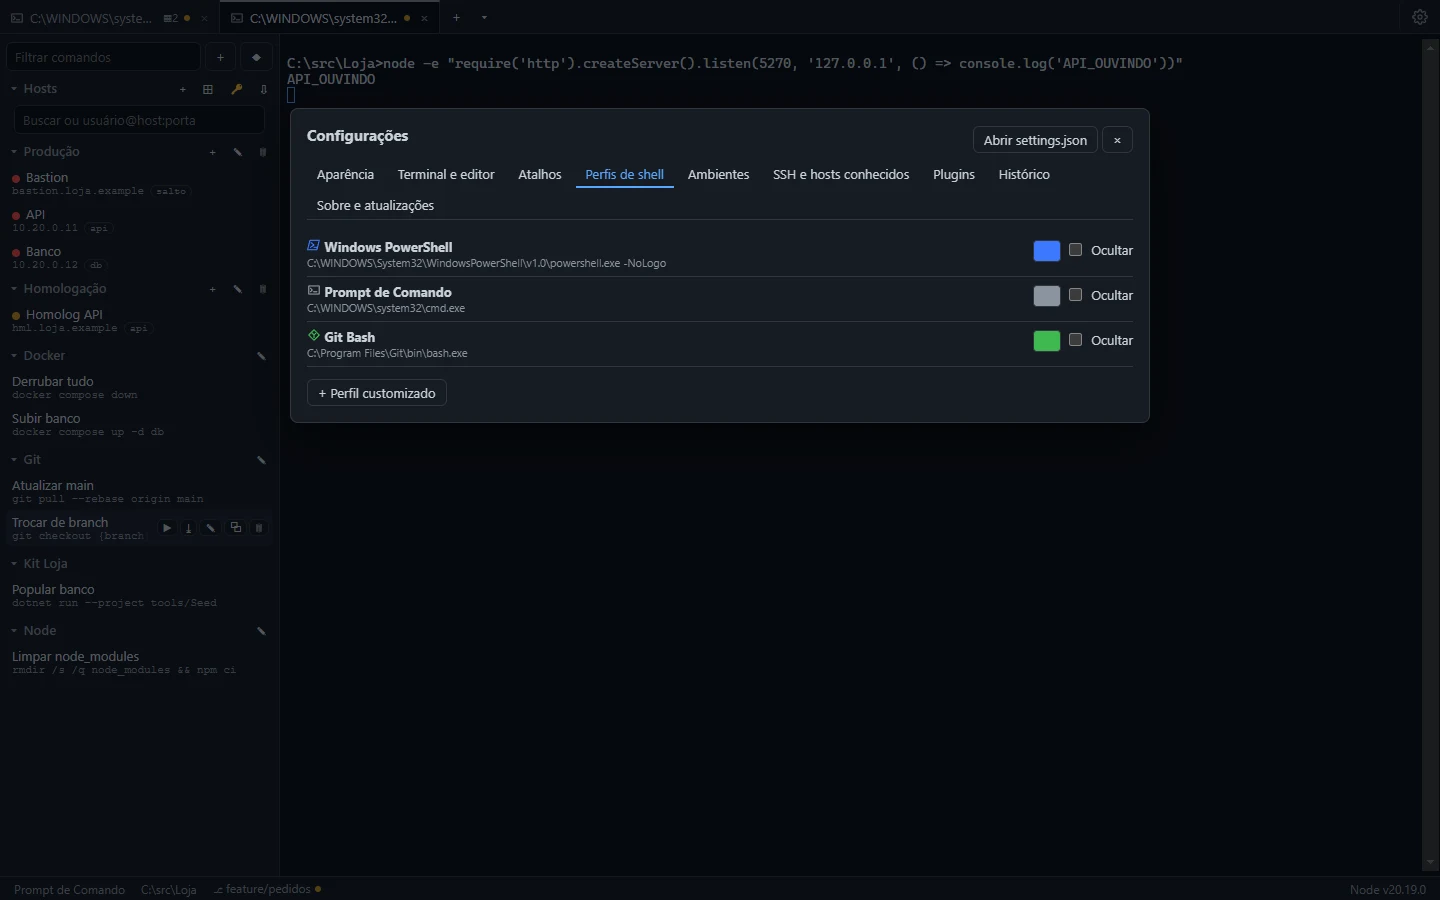 C:\WINDOWS\syste... 2
C:\WINDOWS\system32...
Filtrar comandos
Hosts
Buscar ou usuário@host:porta
Produção
Bastion
bastion.loja.example salto
API
10.20.0.11 api
Banco
10.20.0.12 db
Homologação
Homolog API
hml.loja.example api
Docker
Derrubar tudo
docker compose down
Subir banco
docker compose up -d db
Git
Atualizar main
git pull --rebase origin main
Trocar de branch
git checkout {branch
Kit Loja
Popular banco
dotnet run --project tools/Seed
Node
Limpar node_modules
rmdir /s /q node_modules && npm ci
C:\src\Loja>node -e "require('http').createServer().listen(5270, '127.0.0.1', () => console.log('API_OUVINDO'))"
API_OUVINDO
Configurações
Abrir settings.json ×
Aparência Terminal e editor Atalhos Perfis de shell Ambientes SSH e hosts conhecidos Plugins Histórico
Sobre e atualizações
Windows PowerShell
C:\WINDOWS\System32\WindowsPowerShell\v1.0\powershell.exe -NoLogo
Ocultar
Prompt de Comando
C:\WINDOWS\system32\cmd.exe
Ocultar
Git Bash
C:\Program Files\Git\bin\bash.exe
Ocultar
+ Perfil customizado
Prompt de Comando C:\src\Loja feature/pedidos
Node v20.19.0